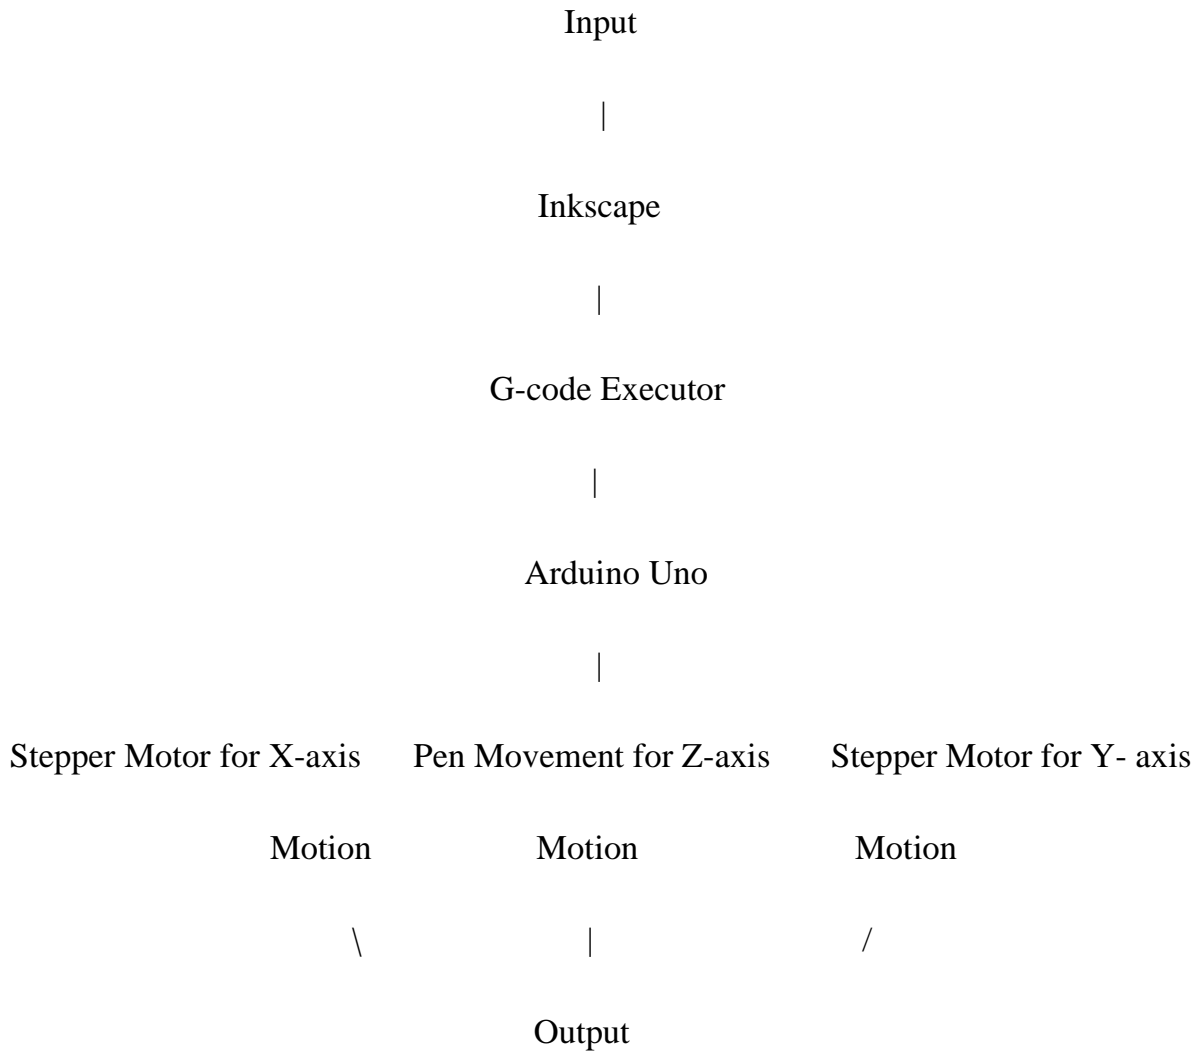 Input
|
Inkscape
|
G-code Executor
|
Arduino Uno
|
Stepper Motor for X-axis Pen Movement for Z-axis Stepper Motor for Y- axis
Motion Motion Motion
\ | /
Output